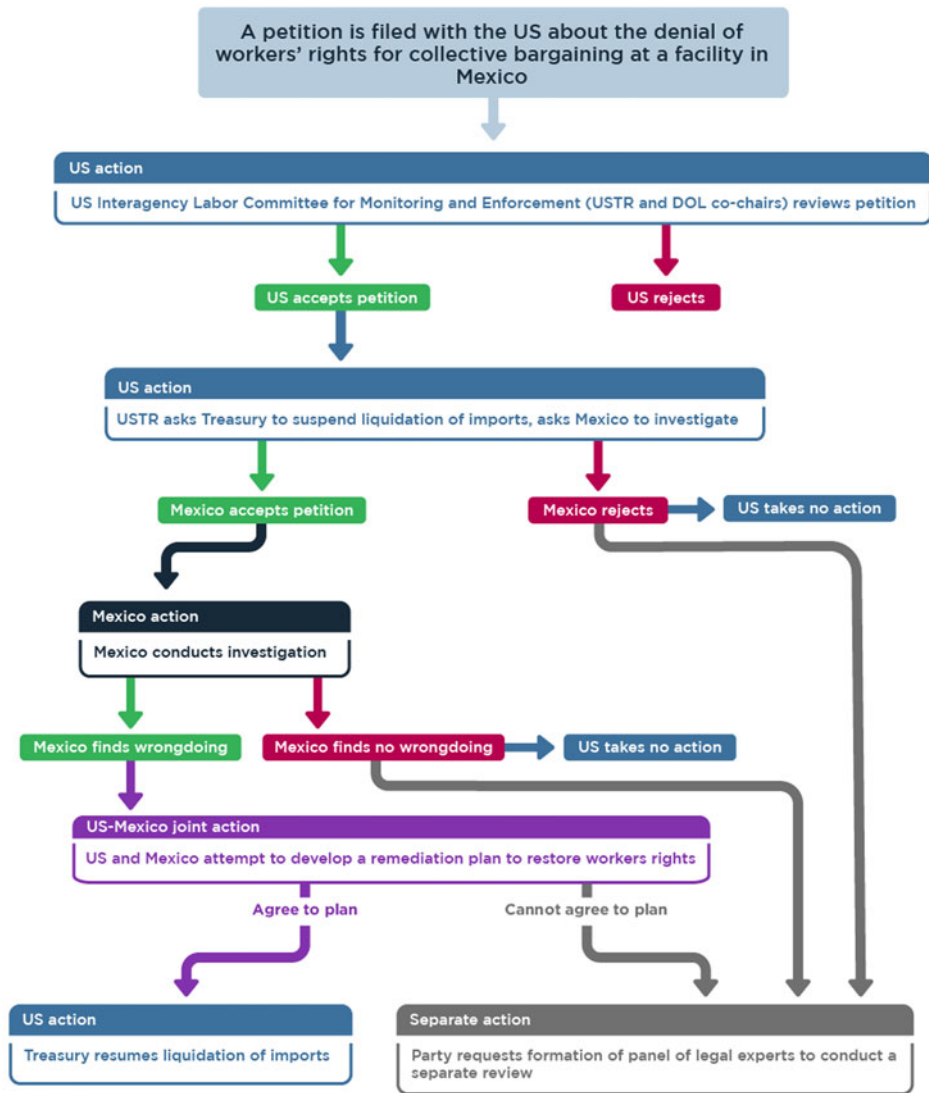 A petition is filed with the US about the denial of
workers’ rights for collective bargaining at a facility in
Mexico
US action
US Interagency Labor Committee for Monitoring and Enforcement (USTR and DOL co-chairs) reviews petition
US accepts petition
US rejects
US action
USTR asks Treasury to suspend liquidation of imports, asks Mexico to investigate
Mexico accepts petition
Mexico rejects
US takes no action
Mexico action
Mexico conducts investigation
Mexico finds wrongdoing
Mexico finds no wrongdoing
US takes no action
US-Mexico joint action
US and Mexico attempt to develop a remediation plan to restore workers rights
Agree to plan
Cannot agree to plan
US action
Treasury resumes liquidation of imports
Separate action
Party requests formation of panel of legal experts to conduct a
separate review